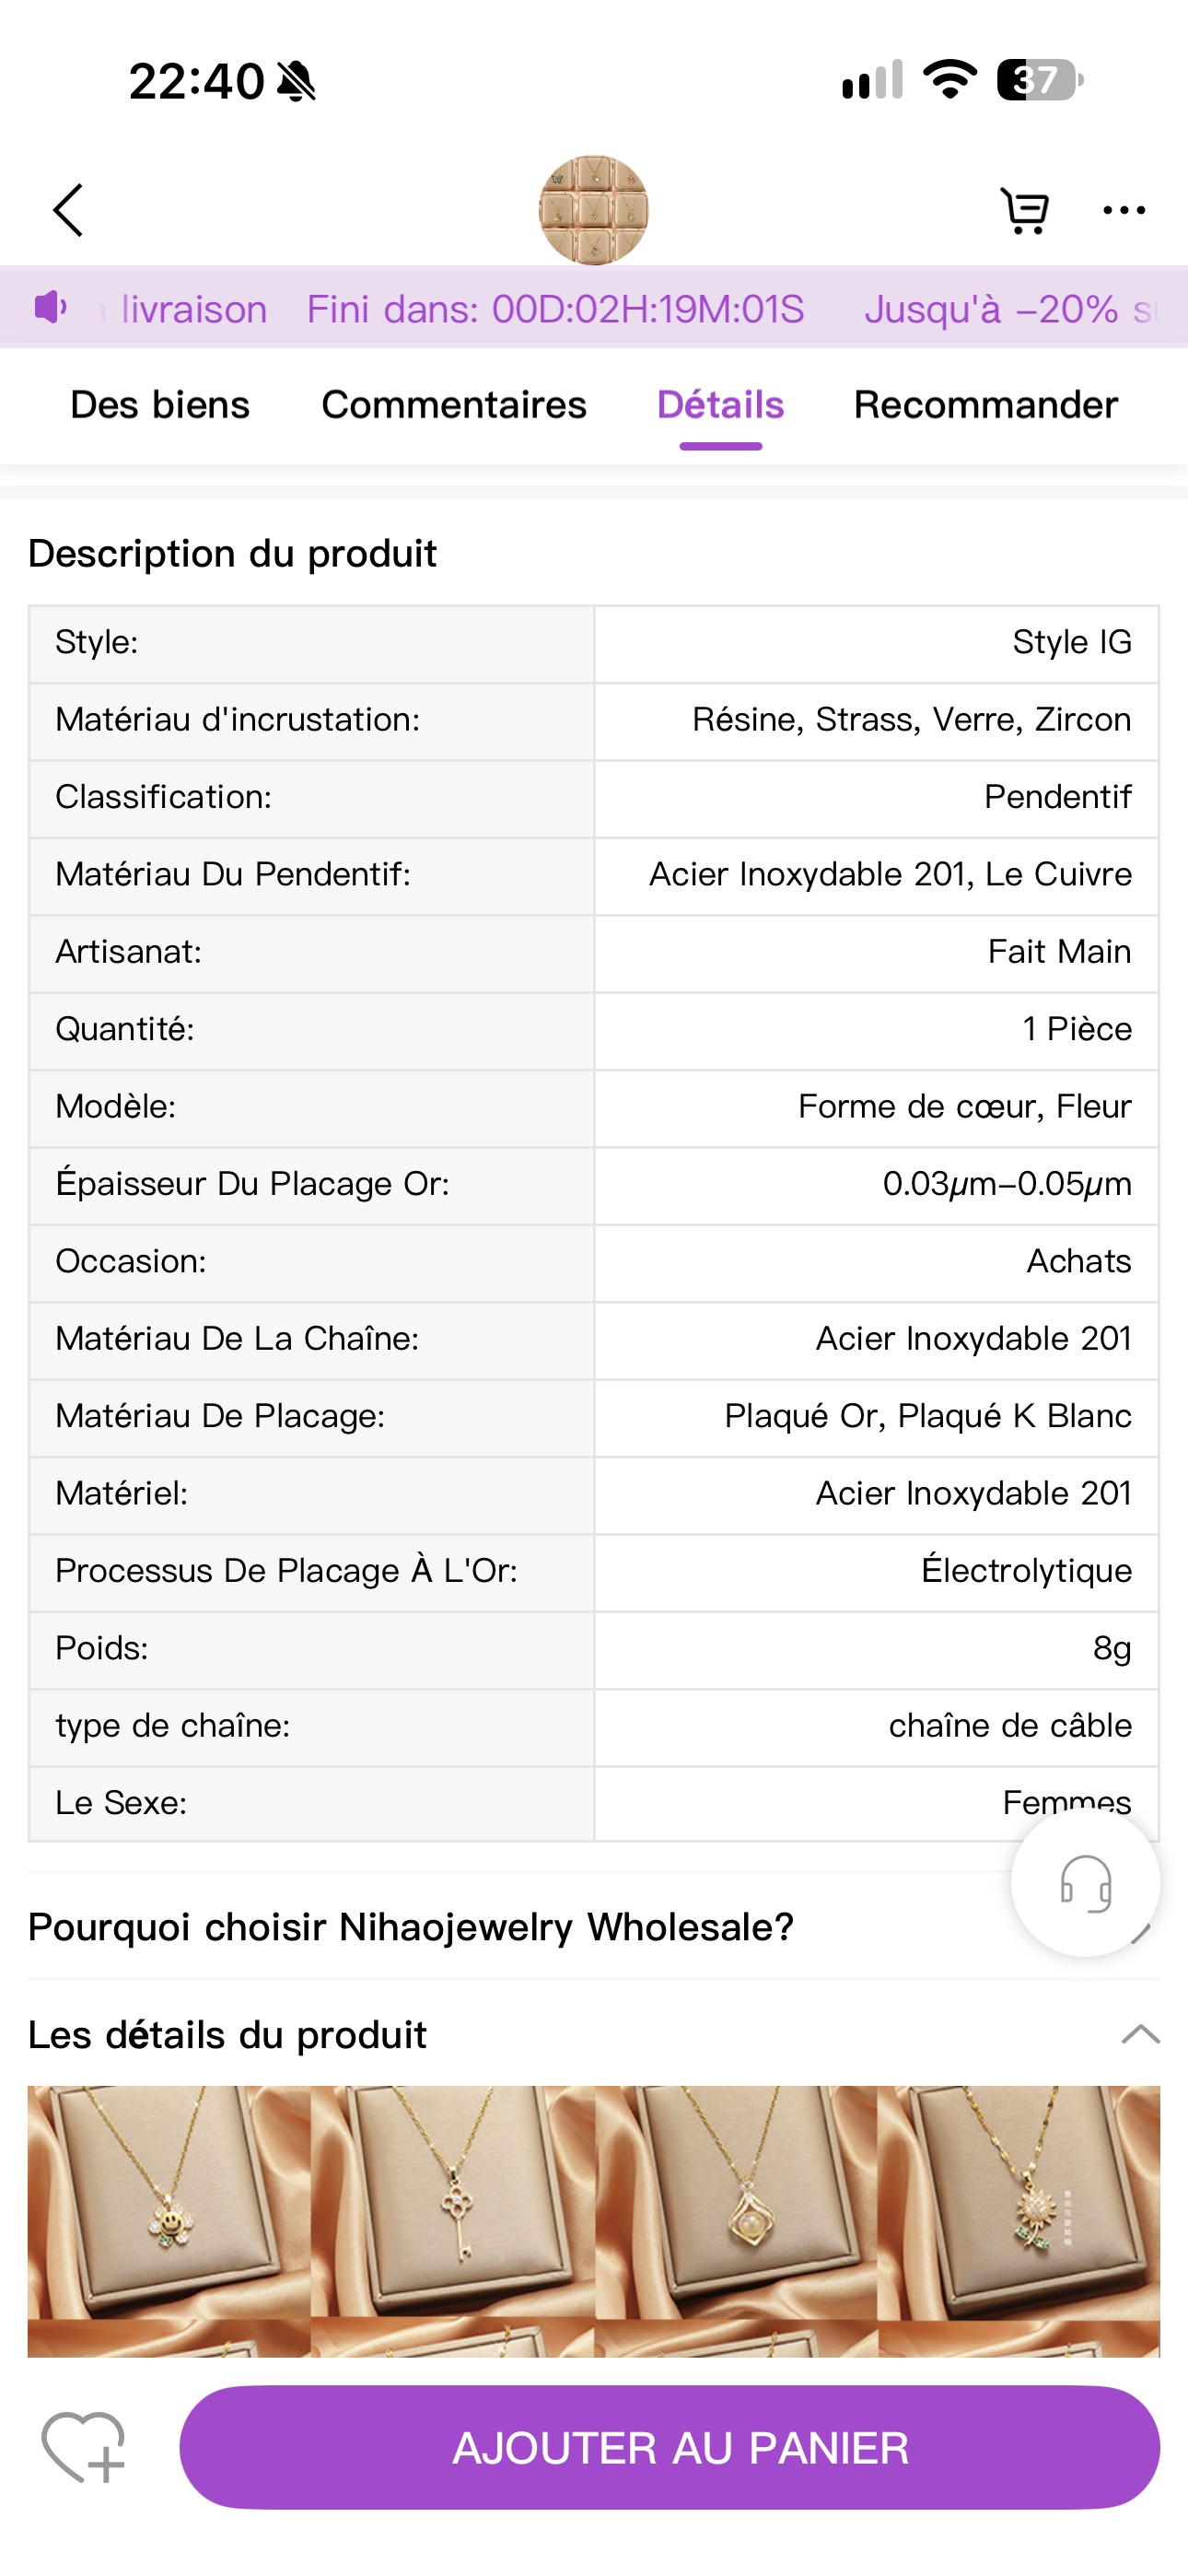 22:40
37
livraison Fini dans: 00D:02H:19M:01S Jusqu'à -20%
Des biens Commentaires Détails Recommander
Description du produit
Style: Style IG
Matériau d'incrustation: Résine, Strass, Verre, Zircon
Classification: Pendentif
Matériau Du Pendentif: Acier Inoxydable 201, Le Cuivre
Artisanat: Fait Main
Quantité: 1 Pièce
Modèle: Forme de cœur, Fleur
Épaisseur Du Placage Or: 0.03μm-0.05μm
Occasion: Achats
Matériau De La Chaîne: Acier Inoxydable 201
Matériau De Placage: Plaqué Or, Plaqué K Blanc
Matériel: Acier Inoxydable 201
Processus De Placage À L'Or: Électrolytique
Poids: 8g
type de chaîne: chaîne de câble
Le Sexe: Femmes
Pourquoi choisir Nihaojewelry Wholesale?
Les détails du produit
AJOUTER AU PANIER